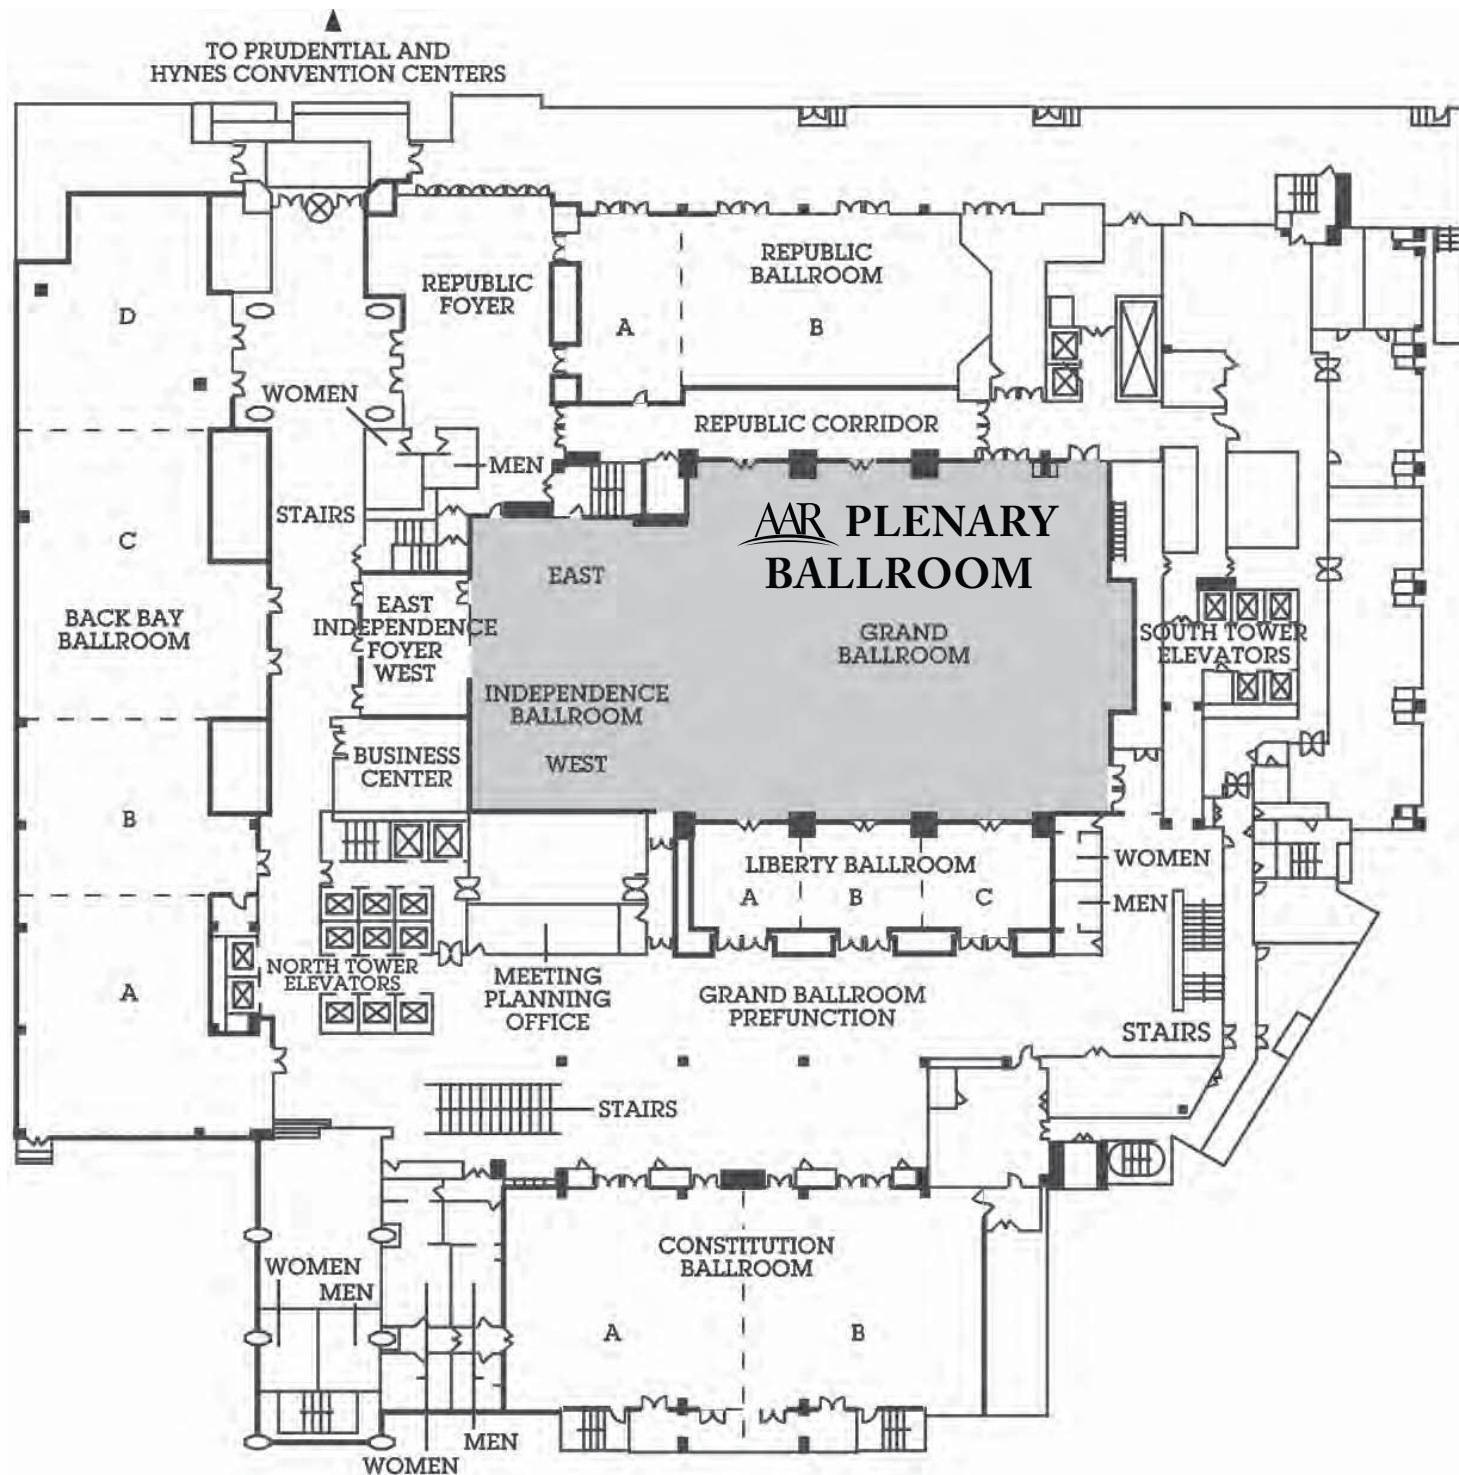 TO PRUDENTIAL AND
HYNES CONVENTION CENTERS
REPUBLIC
BALLROOM
REPUBLIC
FOYER
D
A
B
WOMEN
REPUBLIC CORRIDOR
MEN
STAIRS
AAR PLENARY
BALLROOM
C
EAST
BACK BAY
BALLROOM
EAST
INDEPENDENCE
FOYER
WEST
GRAND
BALLROOM
SOUTH TOWER
ELEVATORS
INDEPENDENCE
BALLROOM
BUSINESS
CENTER
WEST
B
LIBERTY BALLROOM
A
B
C
WOMEN
MEN
NORTH TOWER
ELEVATORS
MEETING
PLANNING
OFFICE
A
GRAND BALLROOM
PREFUNCTION
STAIRS
STAIRS
CONSTITUTION
BALLROOM
WOMEN
MEN
A
B
MEN
WOMEN